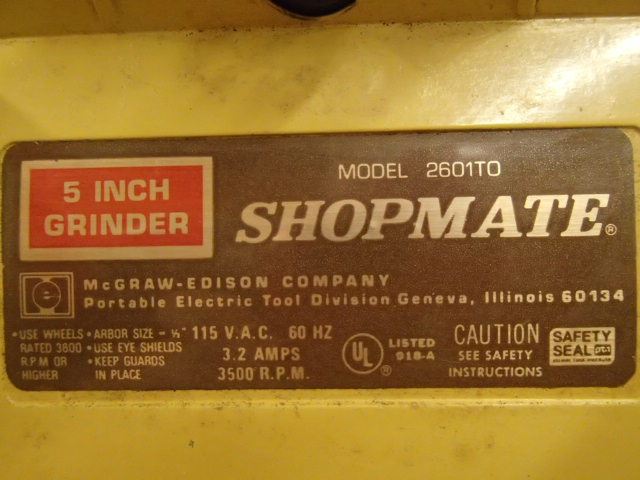 5 INCH
GRINDER
MODEL 2601TO
SHOPMATE®
e
McGRAW-EDISON COMPANY
Portable Electric Tool Division Geneva, Illinois 60134
•USE WHEELS
RATED 3800
R.P.M OR
HIGHER
•ARBOR SIZE - ½"
•USE EYE SHIELDS
•KEEP GUARDS
IN PLACE
115 V.A.C. 60 HZ
3.2 AMPS
3500 R.P.M.
UL®
LISTED
918-A
CAUTION
SEE SAFETY
INSTRUCTIONS
SAFETY
SEAL